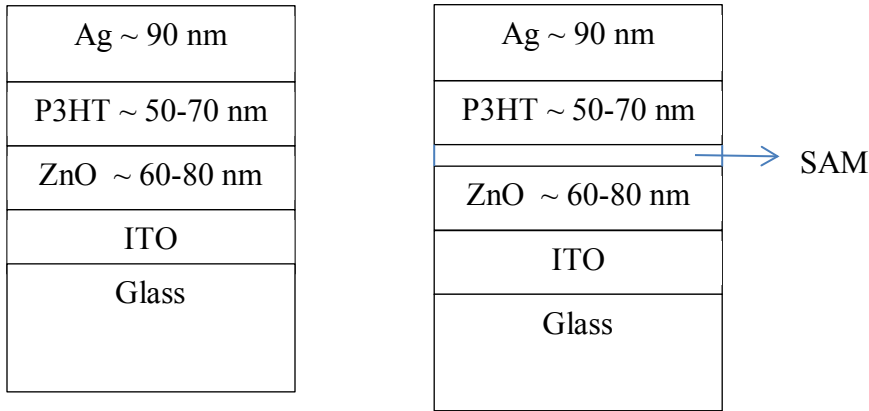 Ag ~ 90 nm
P3HT ~ 50-70 nm
ZnO ~ 60-80 nm
ITO
Glass
Ag ~ 90 nm
P3HT ~ 50-70 nm
SAM
ZnO ~ 60-80 nm
ITO
Glass